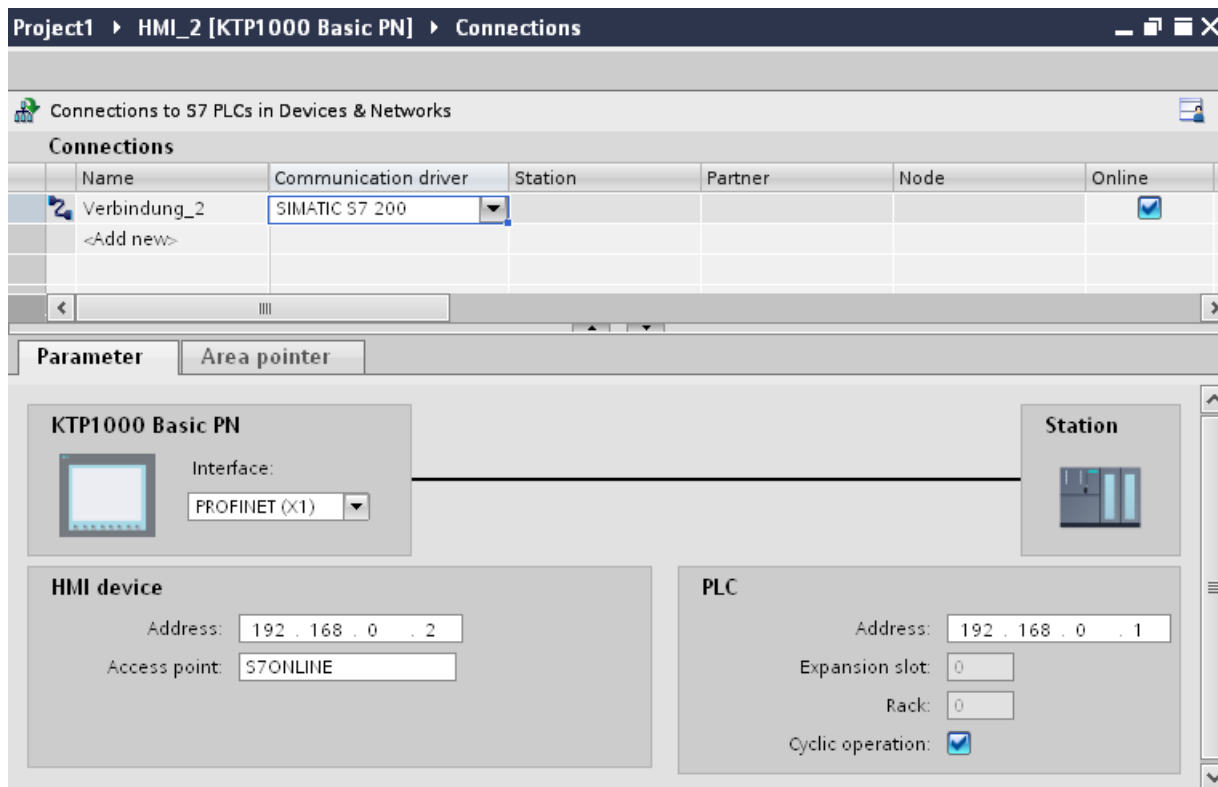 Project1 ▸ HMI_2 [KTP1000 Basic PN] ▸ Connections
Connections to S7 PLCs in Devices & Networks
Connections
Name Communication driver Station Partner Node Online
Verbindung_2 SIMATIC S7 200
<Add new>
Parameter Area pointer
KTP1000 Basic PN
Interface:
PROFINET (X1)
Station
HMI device
Address: 192 . 168 . 0 . 2
Access point: S7ONLINE
PLC
Address: 192 . 168 . 0 . 1
Expansion slot: 0
Rack: 0
Cyclic operation: